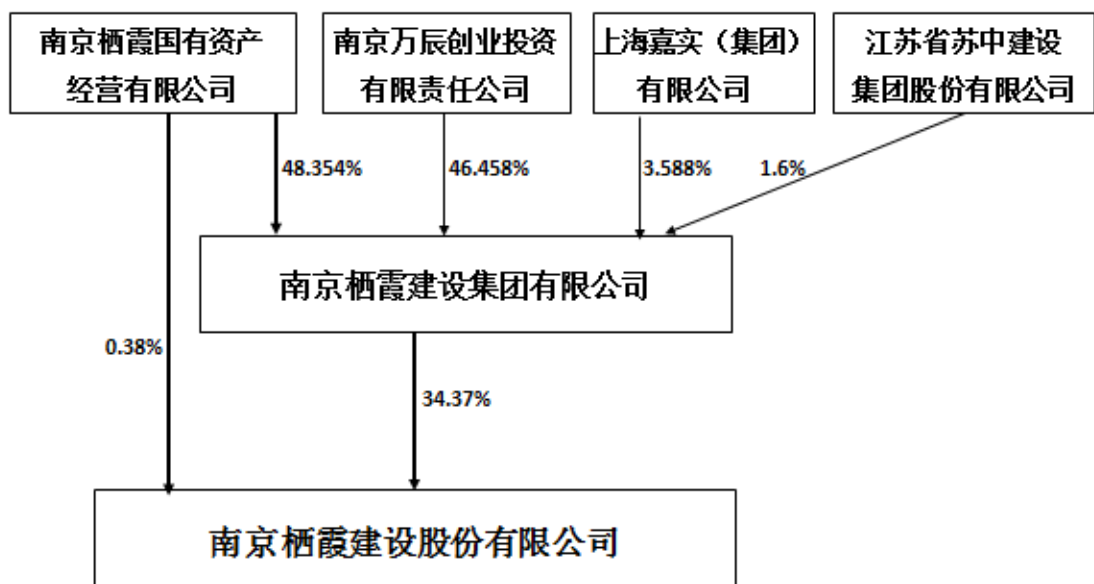 南京栖霞国有资产
经营有限公司
南京万辰创业投资
有限责任公司
上海嘉实（集团）
有限公司
江苏省苏中建设
集团股份有限公司
48.354%
46.458%
3.588%
1.6%
南京栖霞建设集团有限公司
0.38%
34.37%
南京栖霞建设股份有限公司